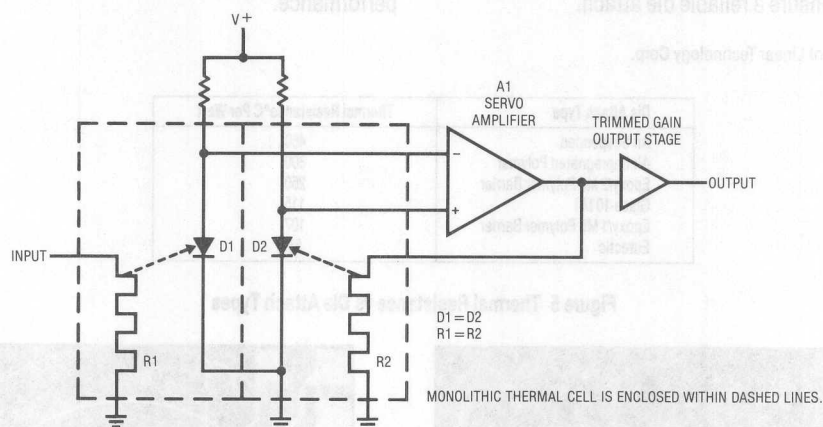 V+
A1
SERVO
AMPLIFIER
TRIMMED GAIN
OUTPUT STAGE
−
+
OUTPUT
INPUT
D1
D2
R1
R2
D1=D2
R1=R2
MONOLITHIC THERMAL CELL IS ENCLOSED WITHIN DASHED LINES.